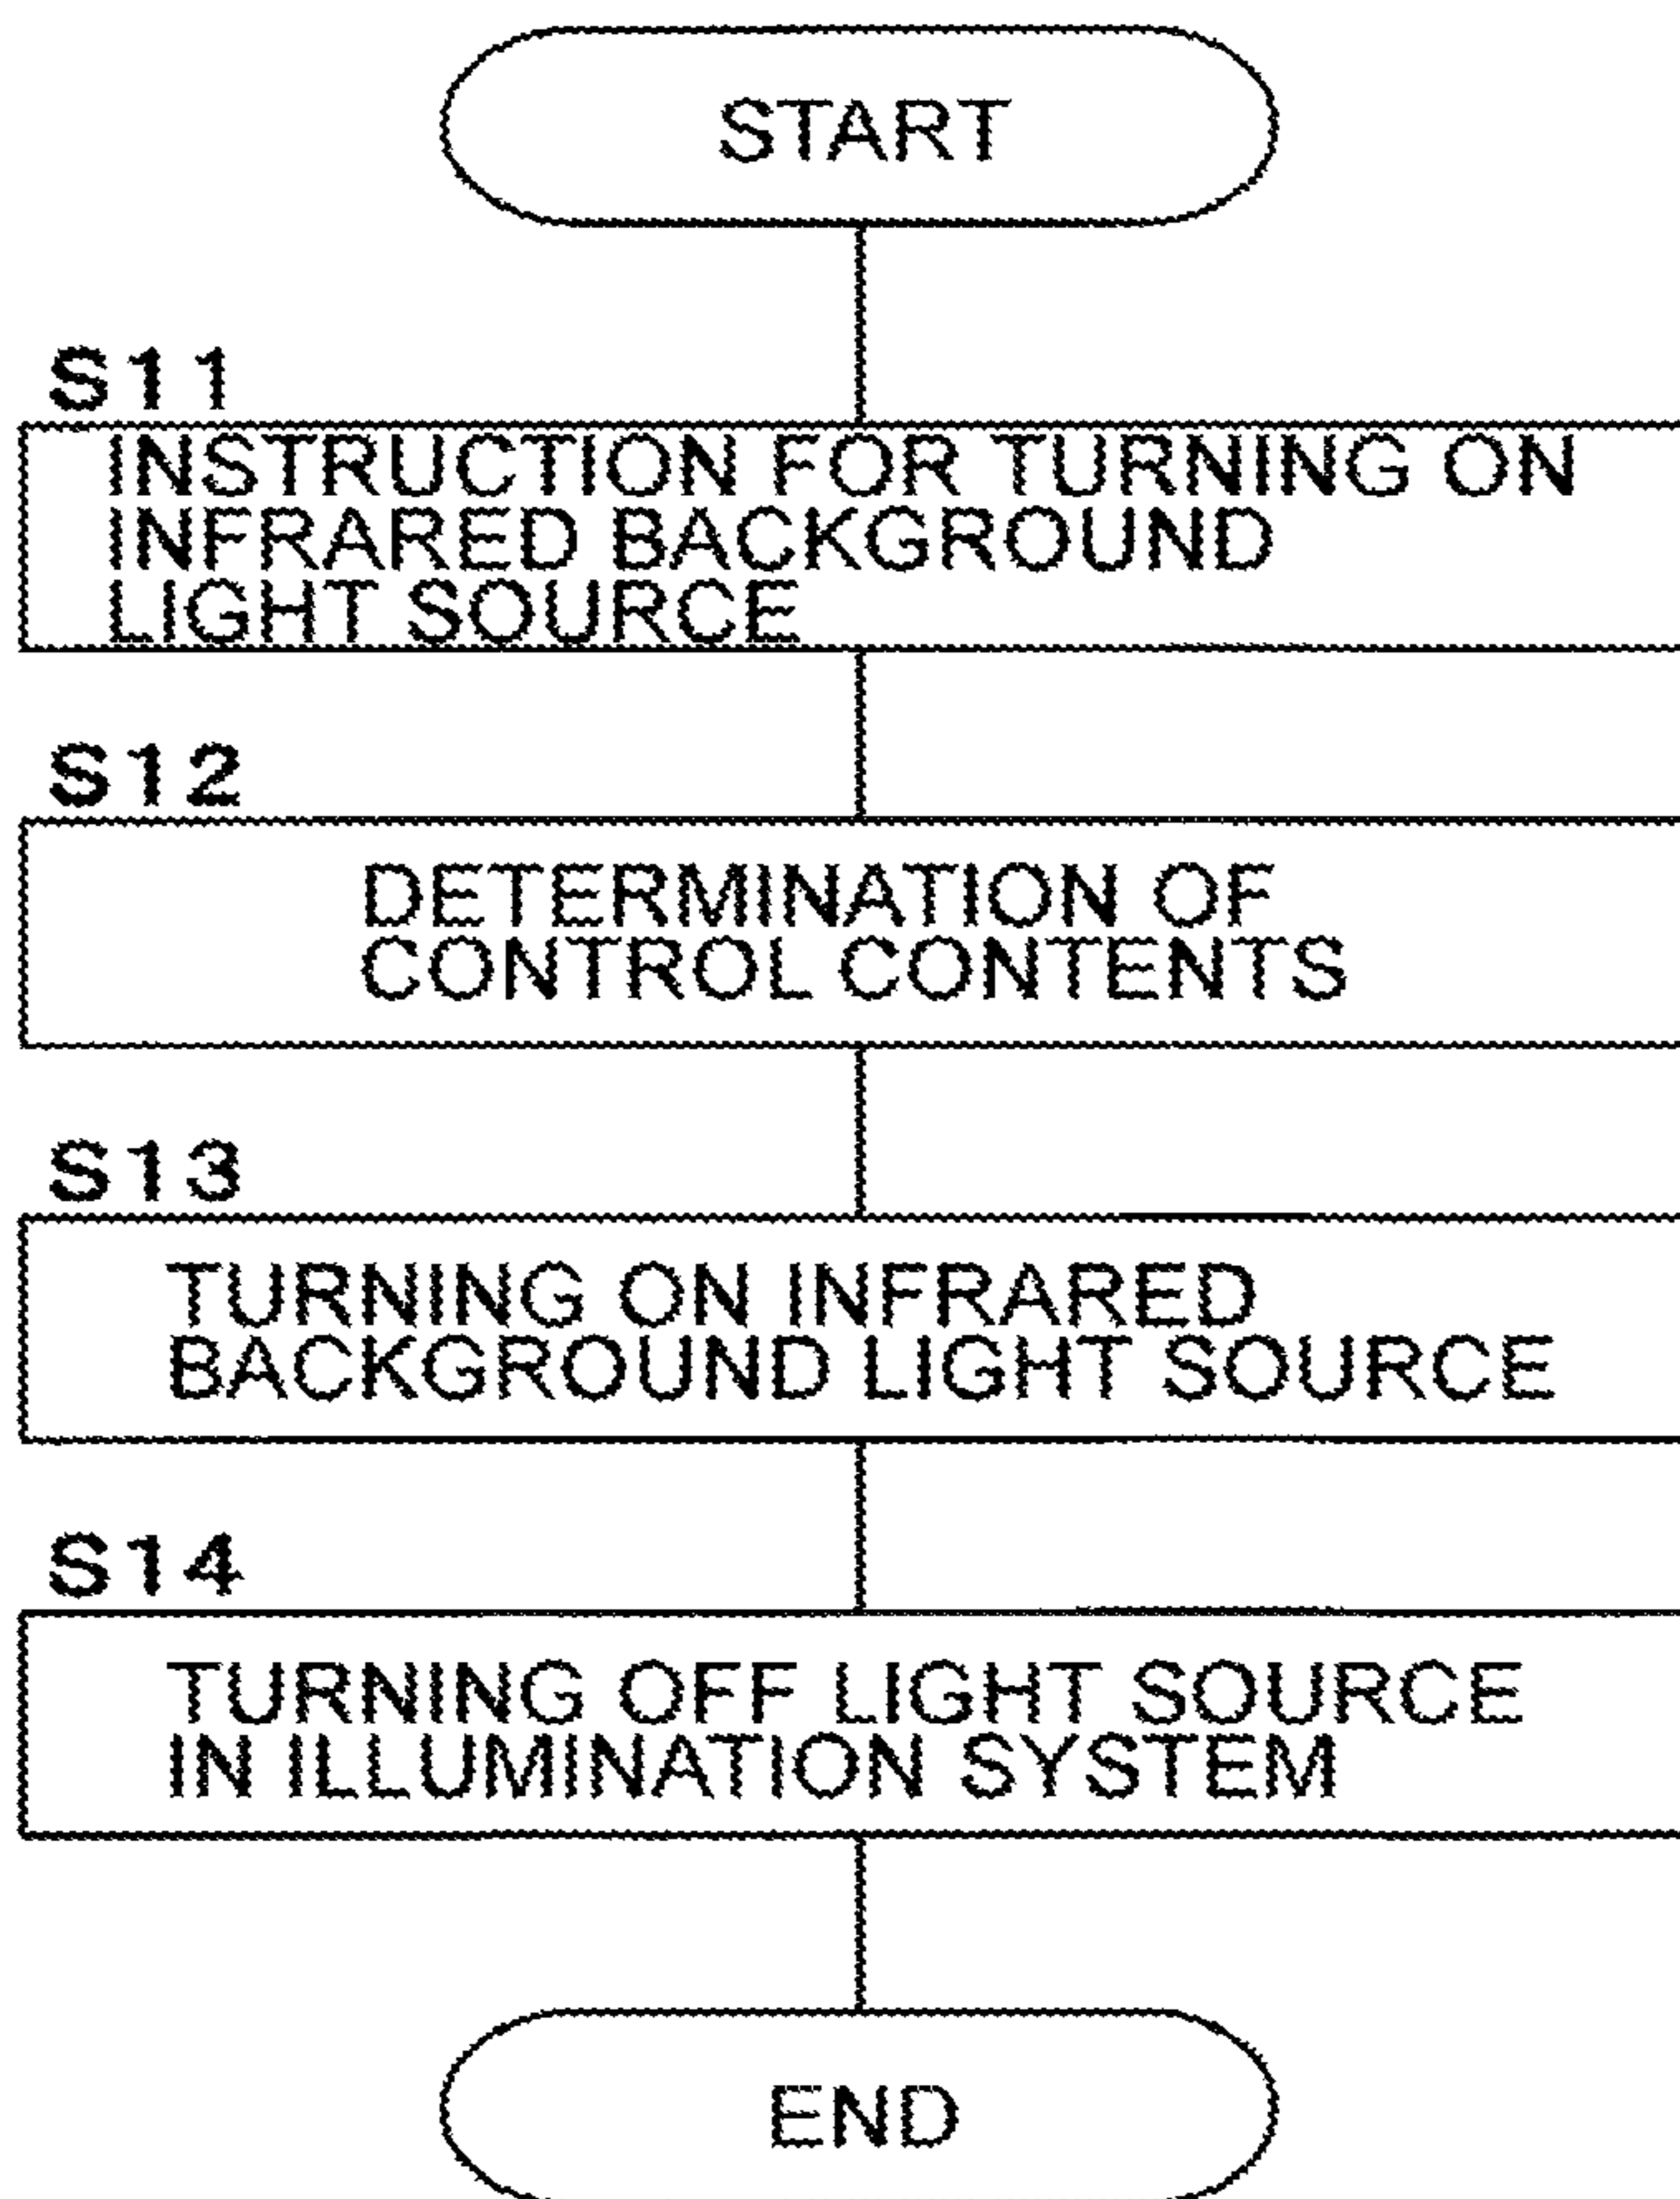 START
S11
INSTRUCTION FOR TURNING ON
INFRARED BACKGROUND
LIGHT SOURCE
S12
DETERMINATION OF
CONTROL CONTENTS
S13
TURNING ON INFRARED
BACKGROUND LIGHT SOURCE
S14
TURNING OFF LIGHT SOURCE
IN ILLUMINATION SYSTEM
END